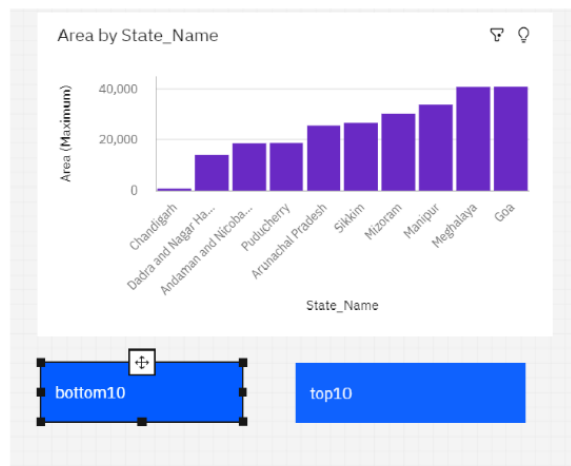 Area by State_Name
Area (Maximum)
40,000
20,000
0
Chandigarh
Dadra and Nagar Ha...
Andaman and Nicoba...
Puducherry
Arunachal Pradesh
Sikkim
Mizoram
Manipur
Meghalaya
Goa
State_Name
bottom10
top10